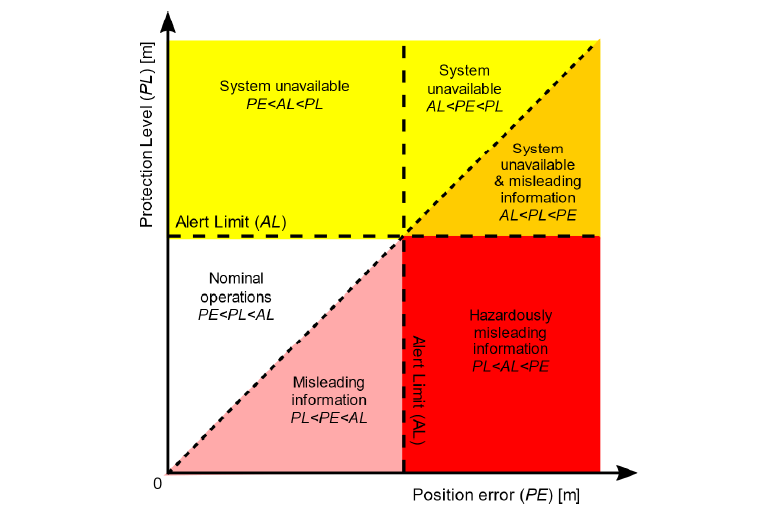 Protection Level (PL) [m]
System unavailable
PE<AL<PL
System
unavailable
AL<PE<PL
System
unavailable
& misleading
information
AL<PL<PE
Alert Limit (AL)
Nominal
operations
PE<PL<AL
Hazardously
misleading
information
PL<AL<PE
Alert Limit (AL)
Misleading
information
PL<PE<AL
0
Position error (PE) [m]